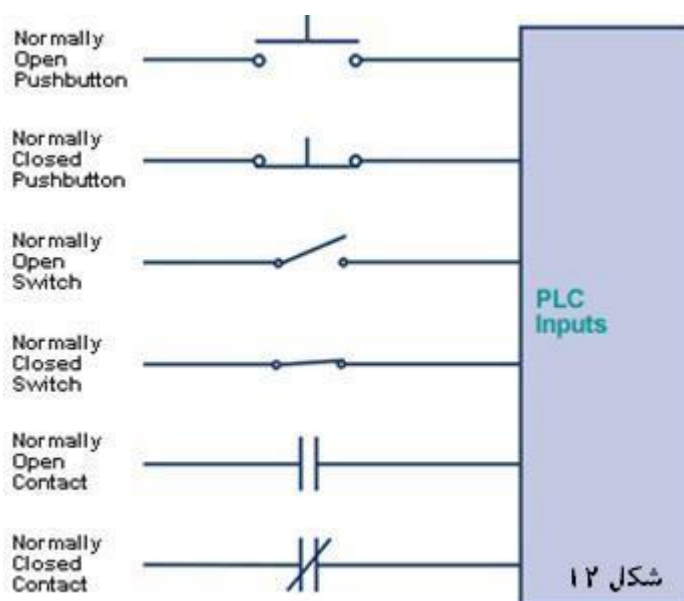 Normally
Open
Pushbutton
Normally
Closed
Pushbutton
Normally
Open
Switch
PLC
Inputs
Normally
Closed
Switch
Normally
Open
Contact
Normally
Closed
Contact
شکل ۱۲